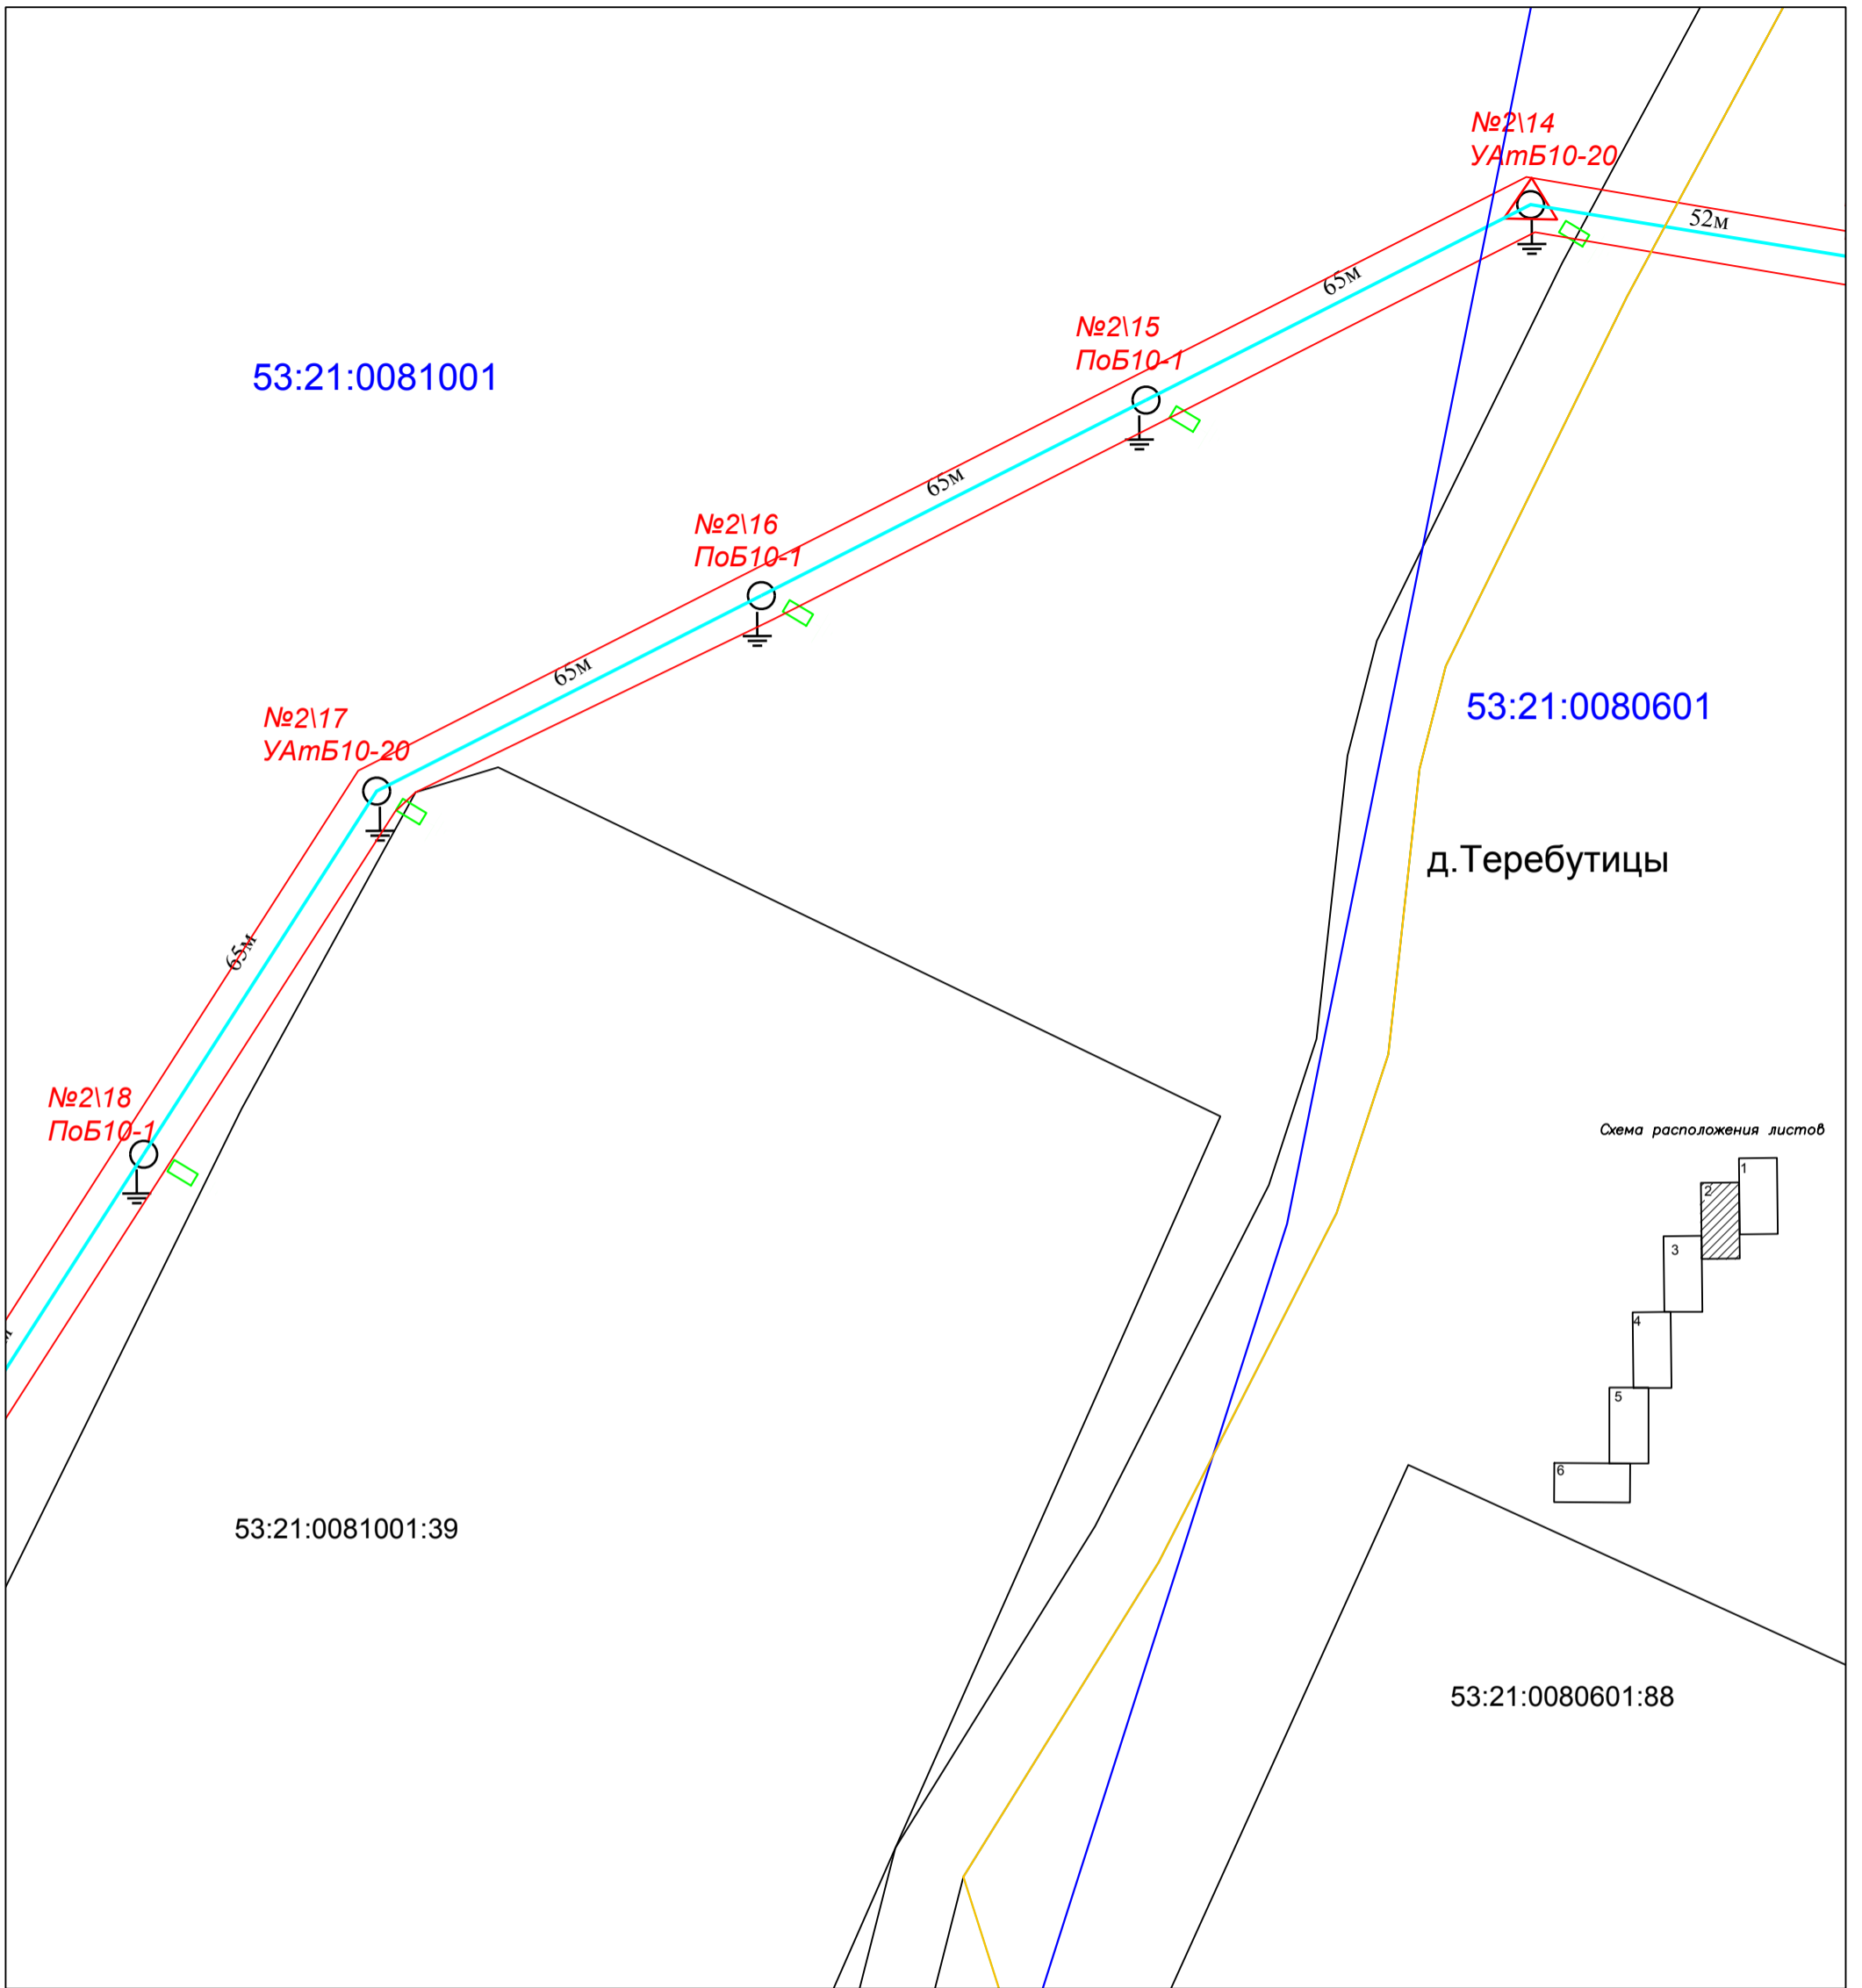 №2\14
УАтБ10-20
52м
65м
№2\15
ПоБ10-1
53:21:0081001
65м
№2\16
ПоБ10-1
65м
53:21:0080601
№2\17
УАтБ10-20
д.Теребутицы
65м
№2\18
ПоБ10-1
Схема расположения листов
1
2
3
4
5
6
м
53:21:0081001:39
53:21:0080601:88